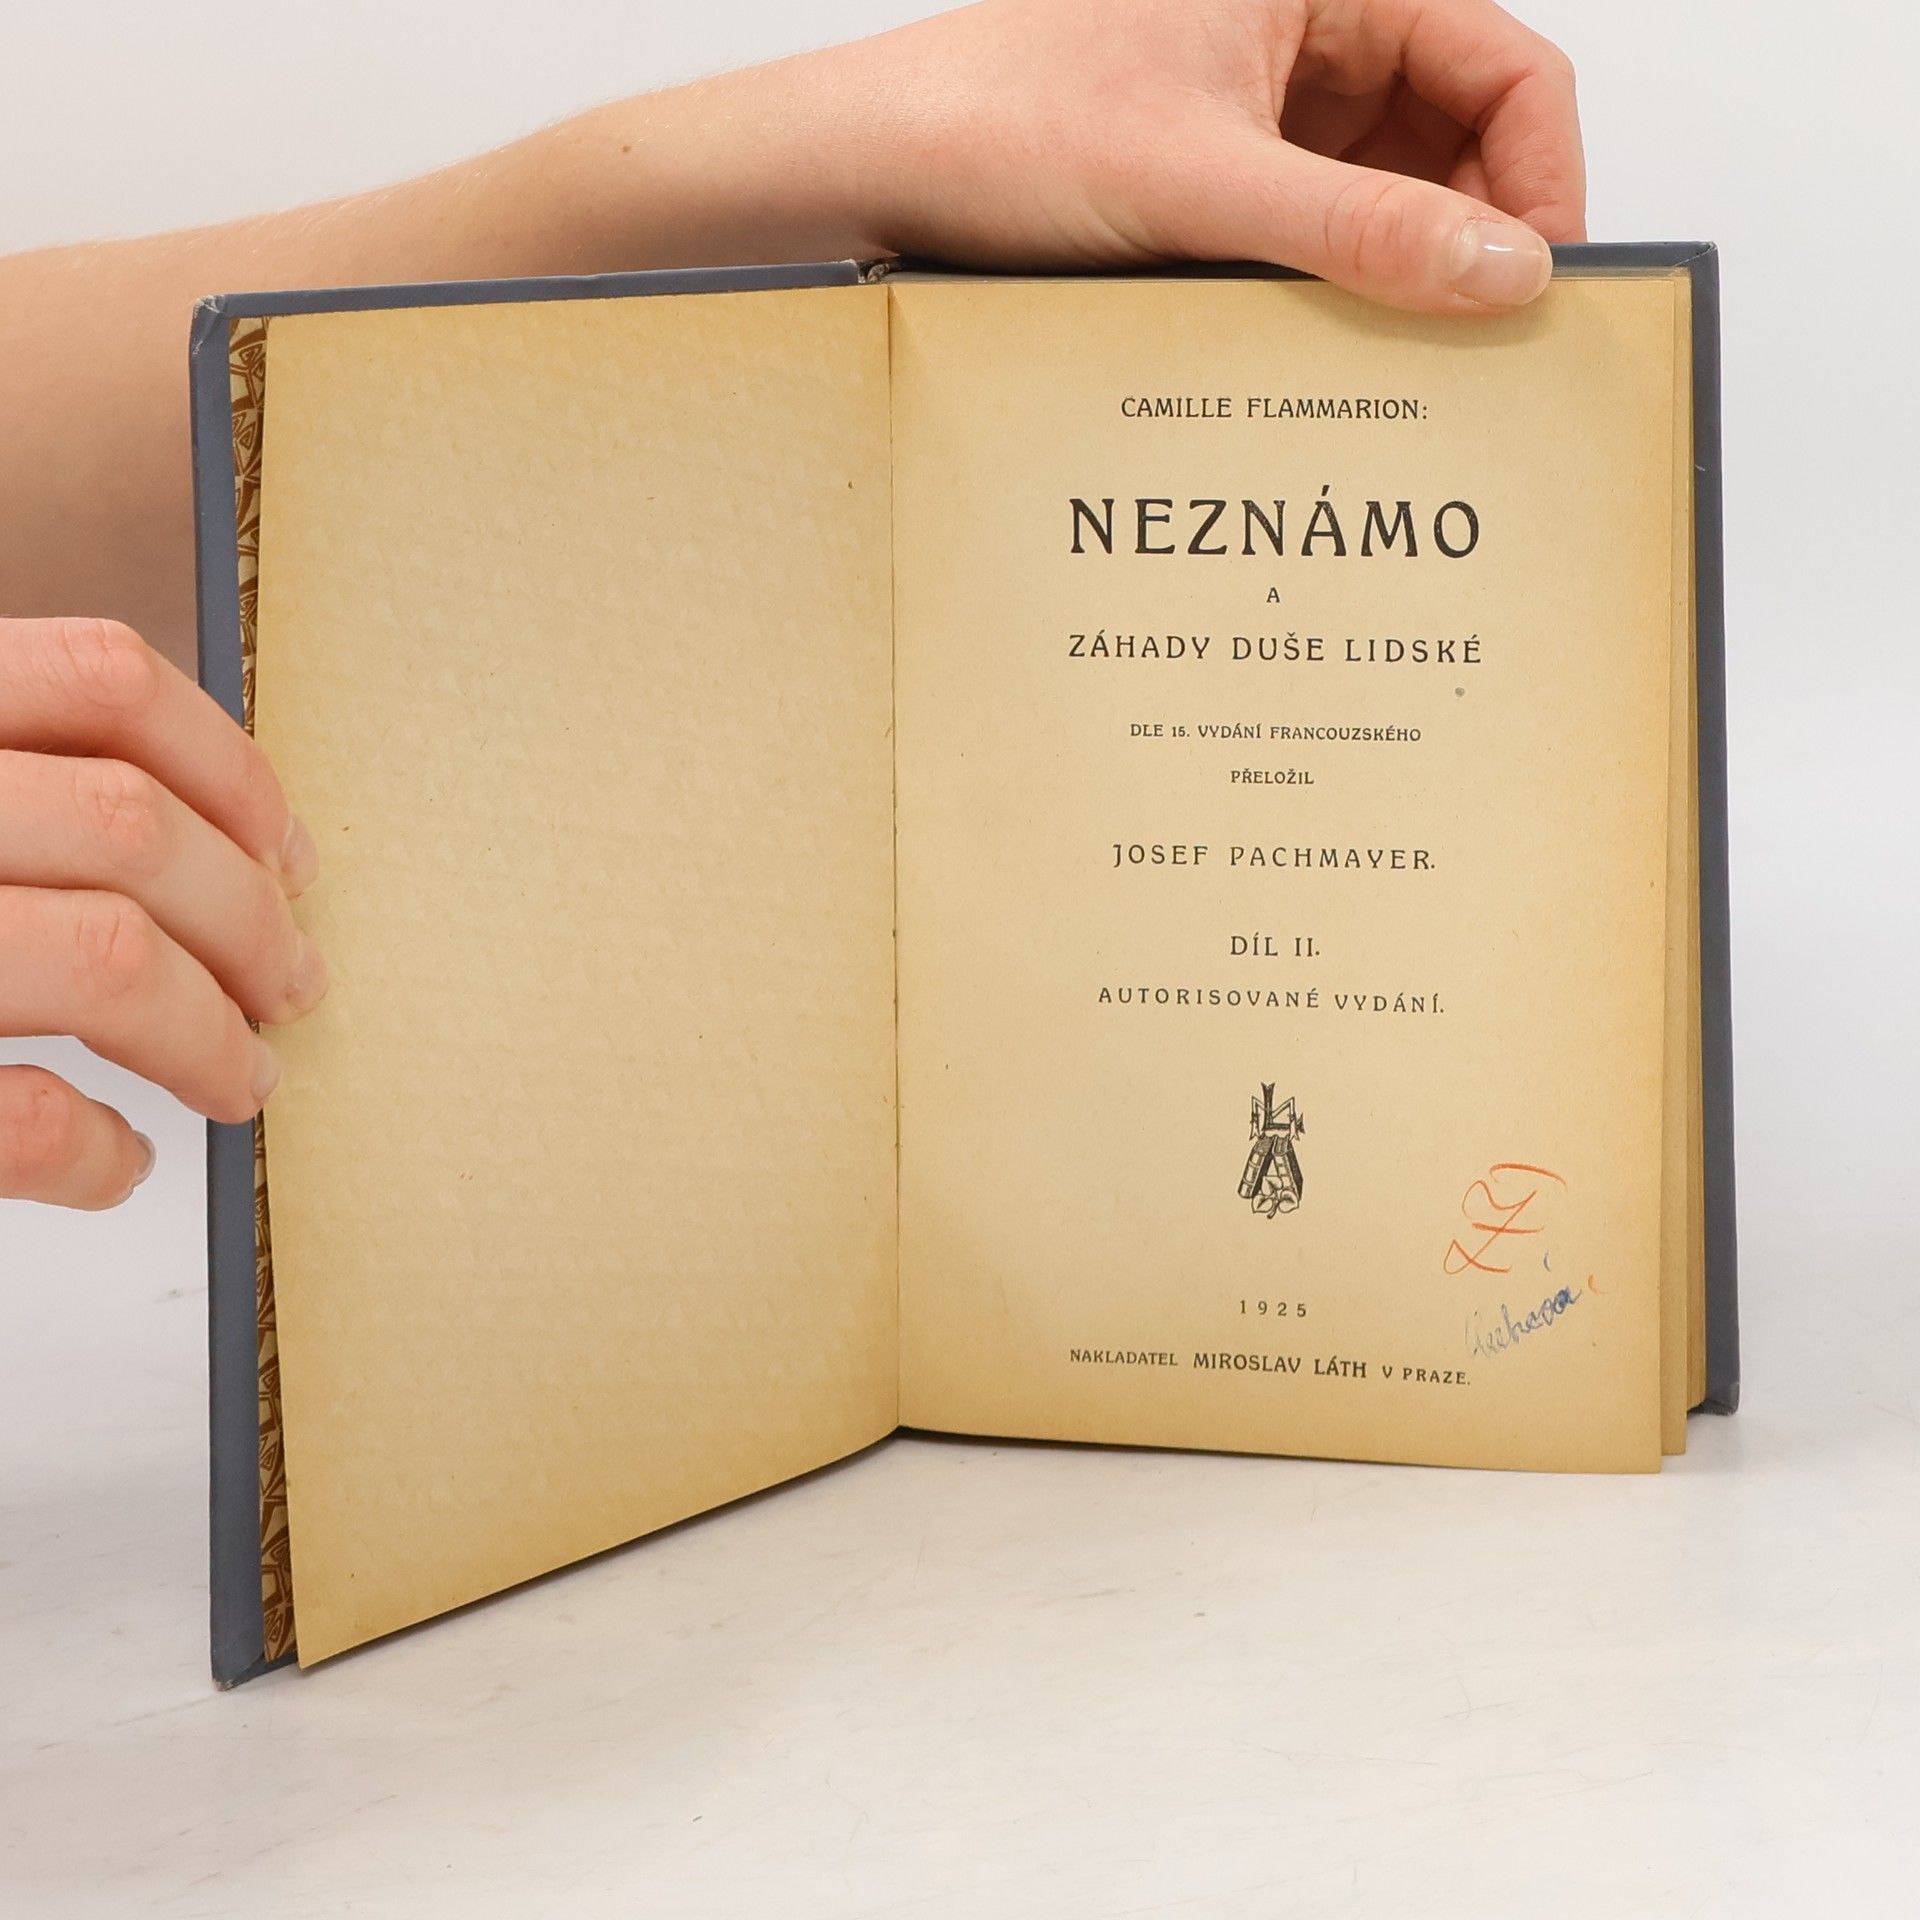 CAMILLE FLAMMARION:
NEZNÁMO
A
ZÁHADY DUŠE LIDSKÉ
DLE 15. VYDÁNÍ FRANCOUZSKÉHO
PŘELOŽIL
JOSEF PACHMAYER.
DÍL II.
AUTORISOVANÉ VYDÁNÍ.
1925
NAKLADATEL MIROSLAV LÁTH V PRAZE.